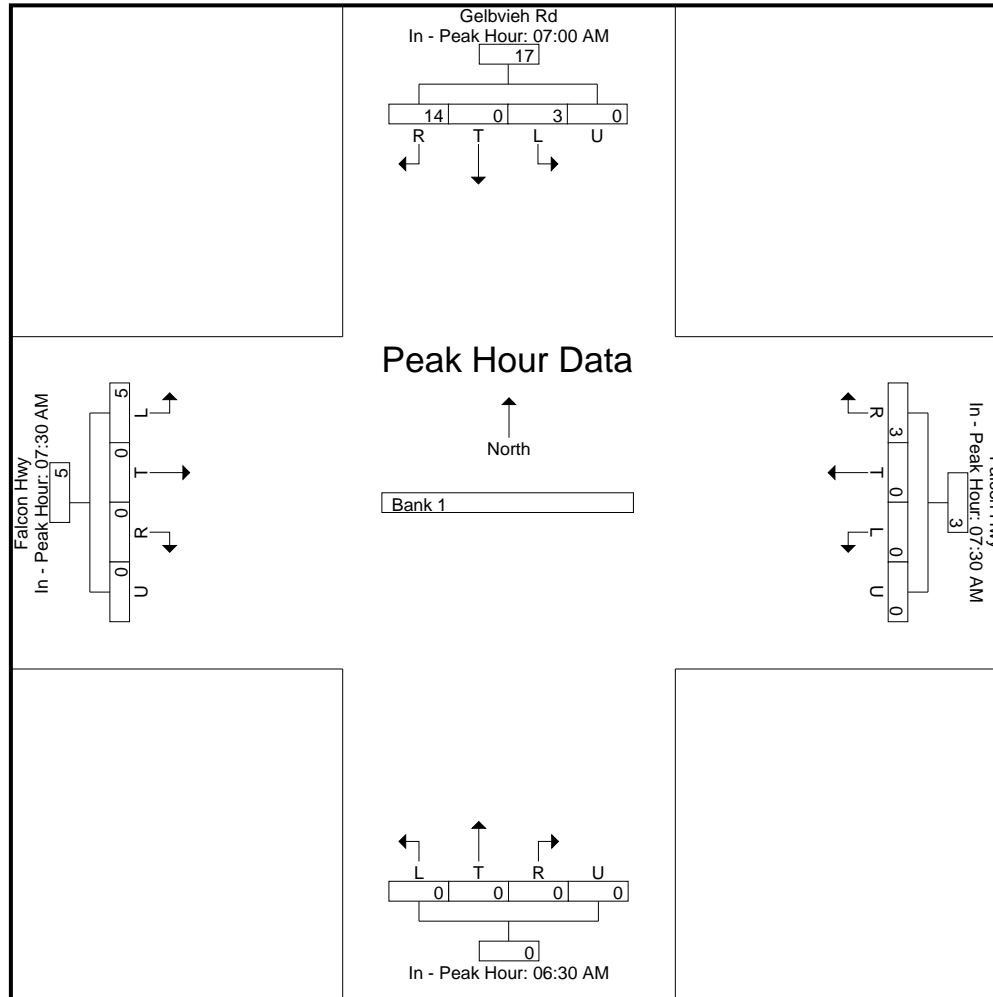 Gelbvieh Rd
In - Peak Hour: 07:00 AM
17
14 0 3 0
R T L U
Peak Hour Data
North
Bank 1
Falcon Hwy
In - Peak Hour: 07:30 AM
5
5 0 0 0
L T R U
Falcon Hwy
In - Peak Hour: 07:30 AM
3
3 0 0 0
R T L U
L T R U
0 0 0 0
0
In - Peak Hour: 06:30 AM